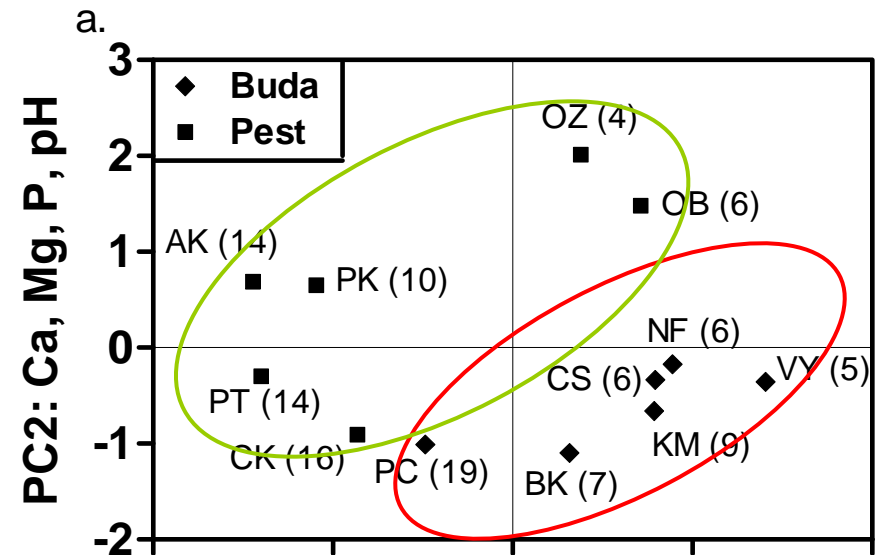 a.
3
Buda
Pest
OZ (4)
2
OB (6)
AK (14)
1
PK (10)
NF (6)
0
VY (5)
CS (6)
PT (14)
KM (9)
-1
CK (16)
PC (19)
BK (7)
-2
PC2: Ca, Mg, P, pH